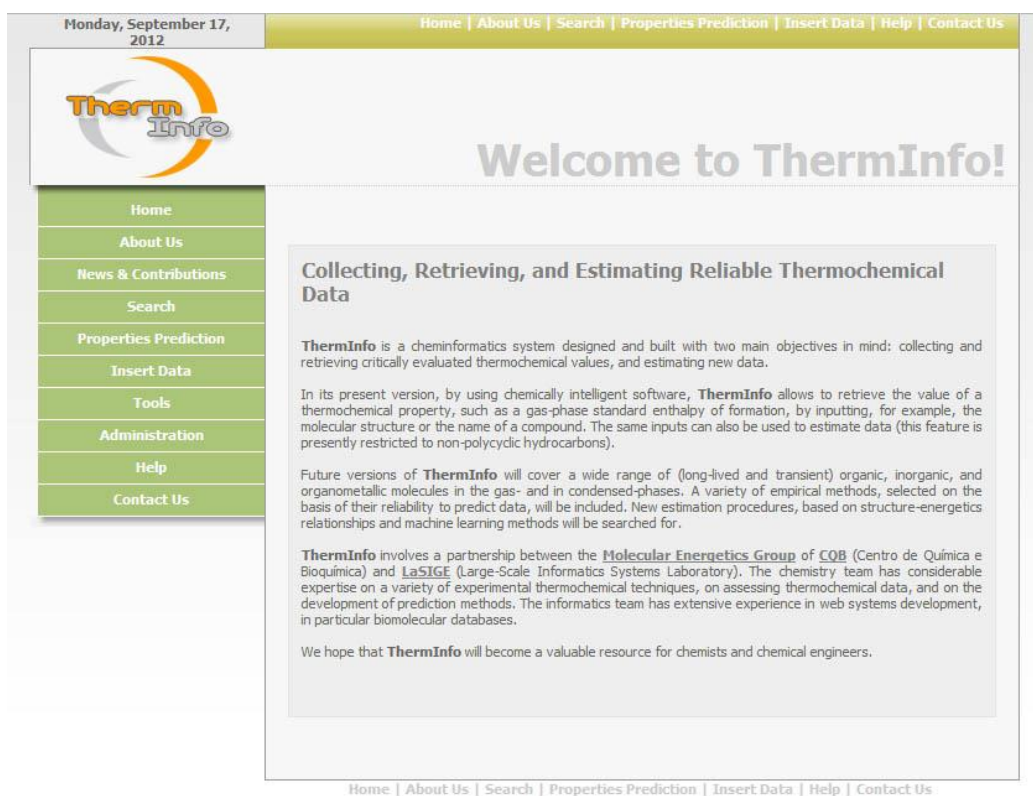 Monday, September 17,
2012
Home | About Us | Search | Properties Prediction | Insert Data | Help | Contact Us
Therm
Info
Welcome to ThermInfo!
Home
About Us
News & Contributions
Search
Properties Prediction
Insert Data
Tools
Administration
Help
Contact Us
Collecting, Retrieving, and Estimating Reliable Thermochemical
Data
ThermInfo is a cheminformatics system designed and built with two main objectives in mind: collecting and
retrieving critically evaluated thermochemical values, and estimating new data.
In its present version, by using chemically intelligent software, ThermInfo allows to retrieve the value of a
thermochemical property, such as a gas-phase standard enthalpy of formation, by inputting, for example, the
molecular structure or the name of a compound. The same inputs can also be used to estimate data (this feature is
presently restricted to non-polycyclic hydrocarbons).
Future versions of ThermInfo will cover a wide range of (long-lived and transient) organic, inorganic, and
organometallic molecules in the gas- and in condensed-phases. A variety of empirical methods, selected on the
basis of their reliability to predict data, will be included. New estimation procedures, based on structure-energetics
relationships and machine learning methods will be searched for.
ThermInfo involves a partnership between the Molecular Energetics Group of CQB (Centro de Química e
Bioquímica) and LaSIGE (Large-Scale Informatics Systems Laboratory). The chemistry team has considerable
expertise on a variety of experimental thermochemical techniques, on assessing thermochemical data, and on the
development of prediction methods. The informatics team has extensive experience in web systems development,
in particular biomolecular databases.
We hope that ThermInfo will become a valuable resource for chemists and chemical engineers.
Home | About Us | Search | Properties Prediction | Insert Data | Help | Contact Us